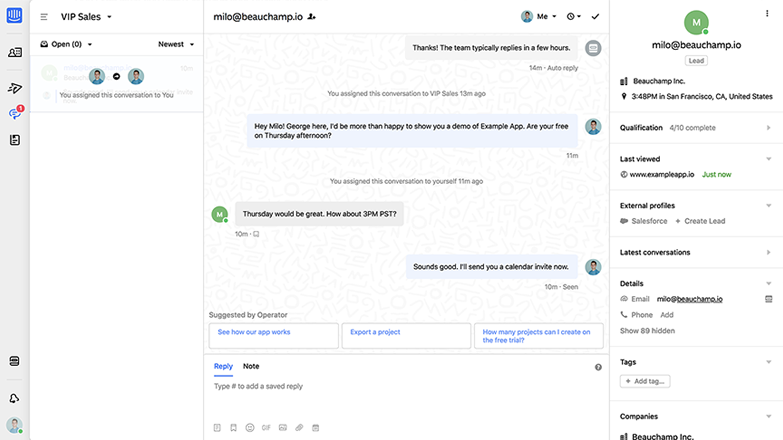 VIP Sales
Open (0)
Newest
10m
You assigned this conversation to You
1
milo@beauchamp.io
Me
Thanks! The team typically replies in a few hours.
14m · Auto reply
You assigned this conversation to VIP Sales 13m ago
Hey Milo! George here, I'd be more than happy to show you a demo of Example App. Are your free
on Thursday afternoon?
11m
You assigned this conversation to yourself 11m ago
M
Thursday would be great. How about 3PM PST?
10m ·
Sounds good. I'll send you a calendar invite now.
10m · Seen
Suggested by Operator
See how our app works
Export a project
How many projects can I create on
the free trial?
Reply
Note
Type # to add a saved reply
GIF
M
milo@beauchamp.io
Lead
Beauchamp Inc.
3:48PM in San Francisco, CA, United States
Qualification 4/10 complete
Last viewed
www.exampleapp.io Just now
External profiles
Salesforce + Create Lead
Latest conversations
Details
Email milo@beauchamp.io
Phone Add
Show 89 hidden
Tags
+ Add tag...
Companies
Beauchamp Inc.